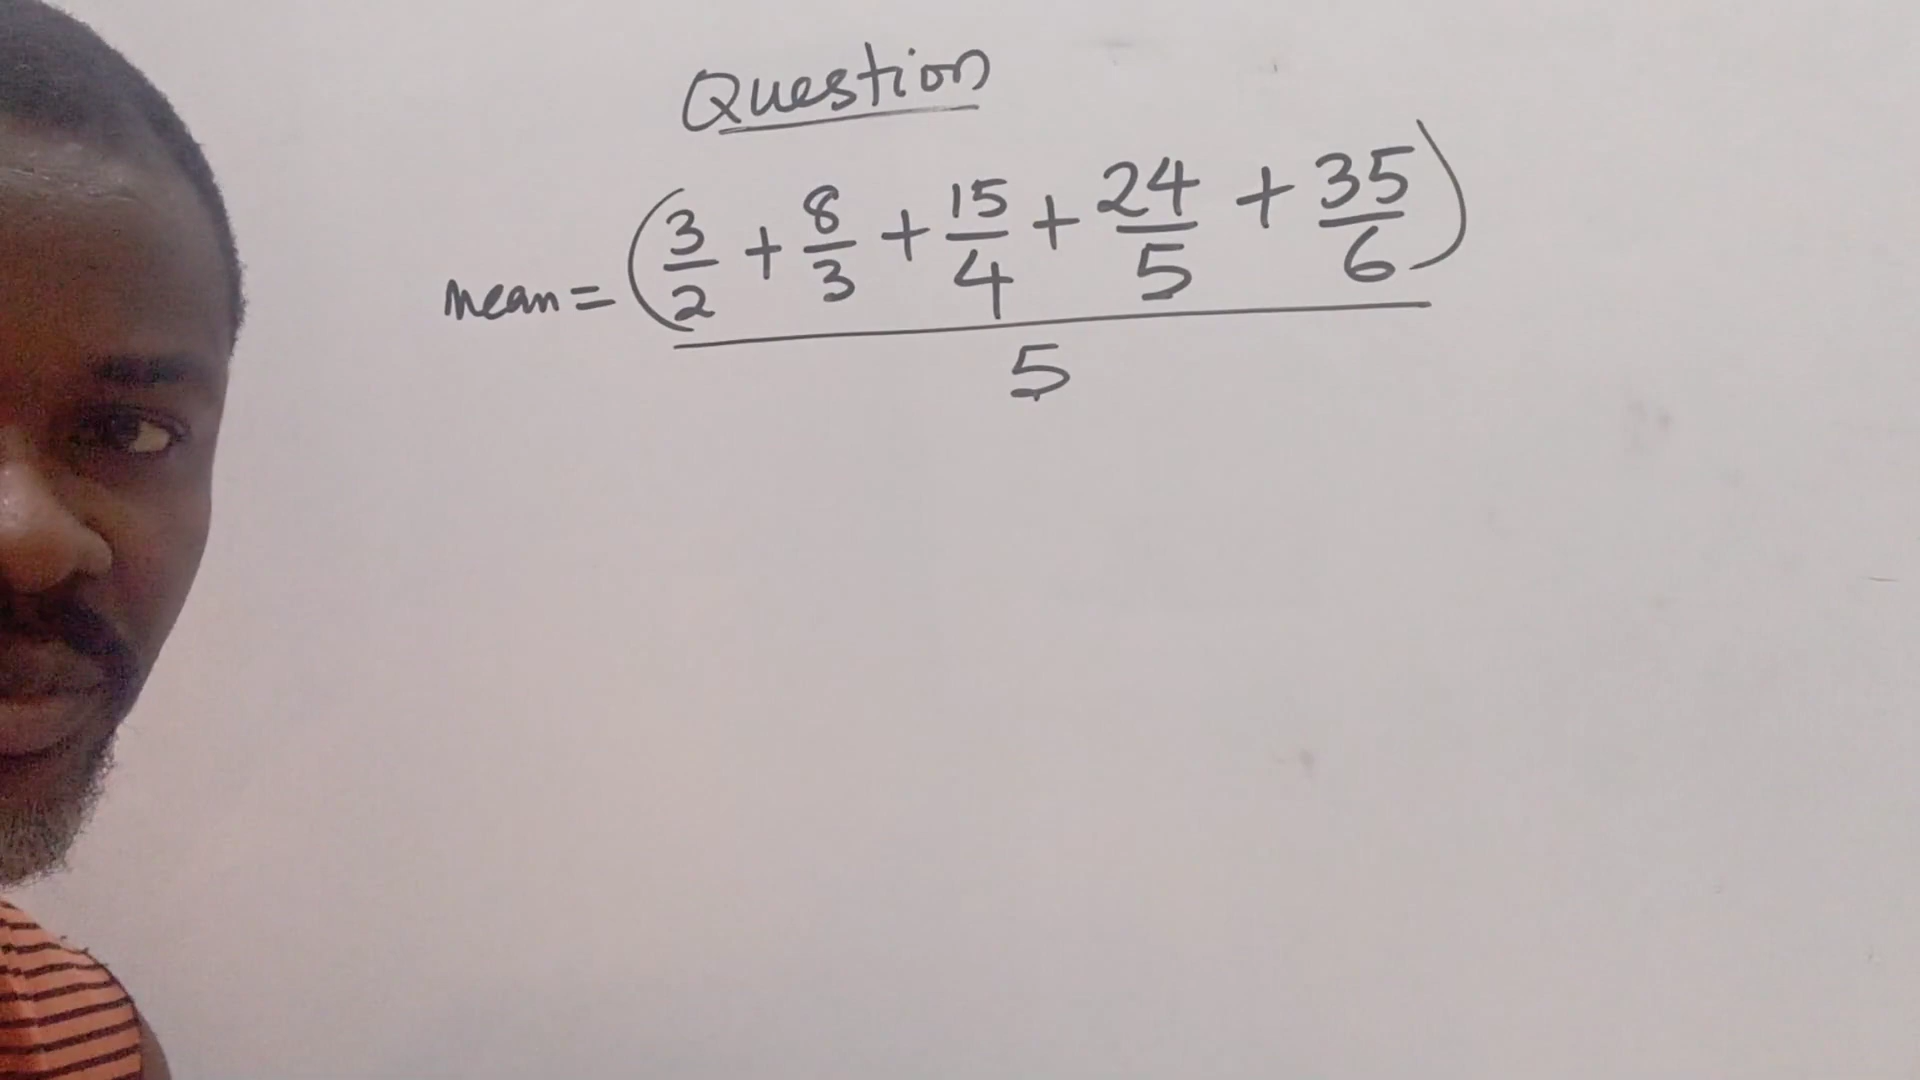 Question
mean = (3/2 + 8/3 + 15/4 + 24/5 + 35/6)
5